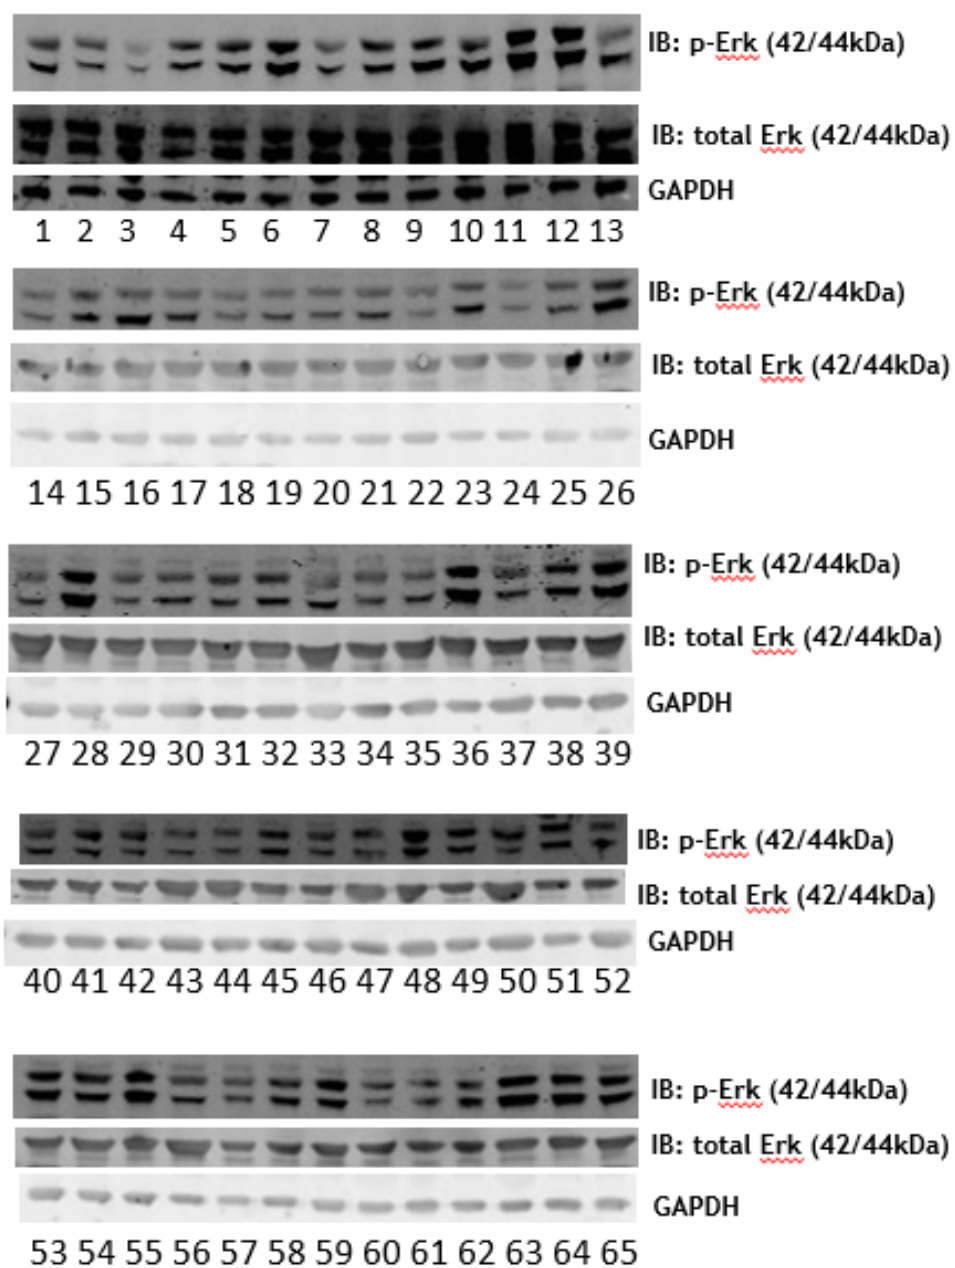 IB: p-Erk (42/44kDa)
IB: total Erk (42/44kDa)
GAPDH
1 2 3 4 5 6 7 8 9 10 11 12 13
IB: p-Erk (42/44kDa)
IB: total Erk (42/44kDa)
GAPDH
14 15 16 17 18 19 20 21 22 23 24 25 26
IB: p-Erk (42/44kDa)
IB: total Erk (42/44kDa)
GAPDH
27 28 29 30 31 32 33 34 35 36 37 38 39
IB: p-Erk (42/44kDa)
IB: total Erk (42/44kDa)
GAPDH
40 41 42 43 44 45 46 47 48 49 50 51 52
IB: p-Erk (42/44kDa)
IB: total Erk (42/44kDa)
GAPDH
53 54 55 56 57 58 59 60 61 62 63 64 65